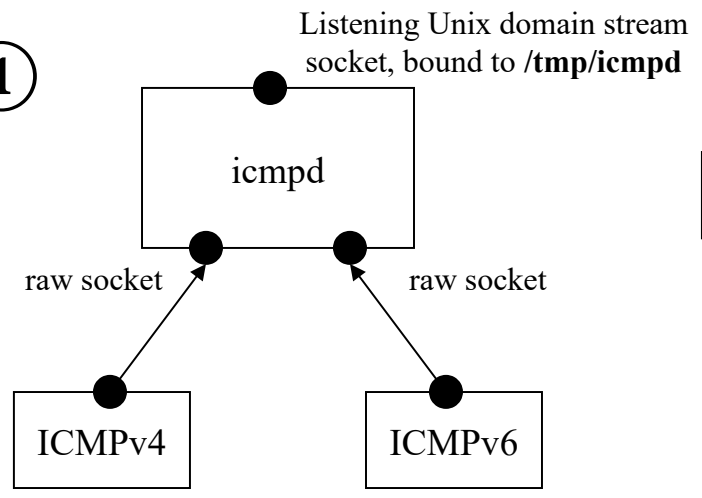 Listening Unix domain stream
socket, bound to /tmp/icmpd
1
icmpd
raw socket
raw socket
ICMPv4
ICMPv6